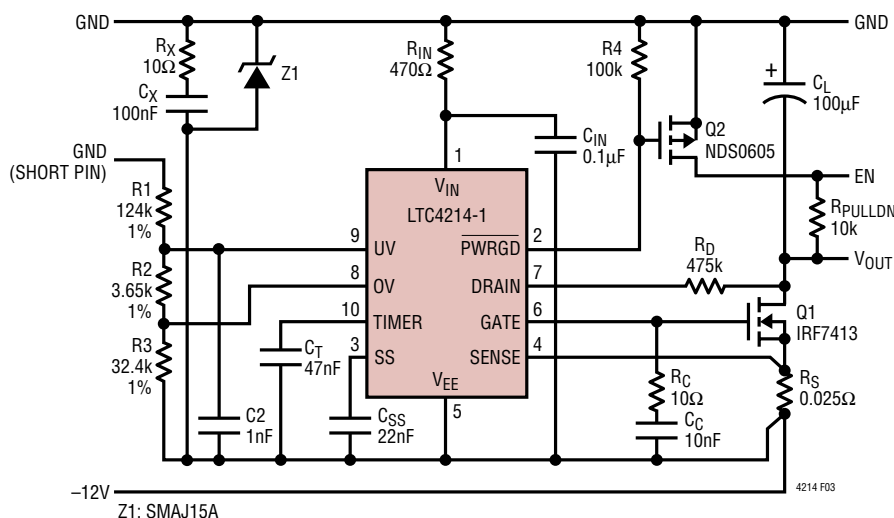 GND
GND
RX
10Ω
CX
100nF
Z1
RIN
470Ω
R4
100k
+
CL
100µF
CIN
0.1µF
Q2
NDS0605
GND
(SHORT PIN)
R1
124k
1%
1
VIN
LTC4214-1
EN
RPULLDN
10k
9
UV
PWRGD
2
R2
3.65k
1%
8
OV
DRAIN
7
RD
475k
VOUT
10
TIMER
GATE
6
Q1
IRF7413
R3
32.4k
1%
CT
47nF
3
SS
SENSE
4
VEE
5
C2
1nF
CSS
22nF
RC
10Ω
CC
10nF
RS
0.025Ω
–12V
4214 F03
Z1: SMAJ15A